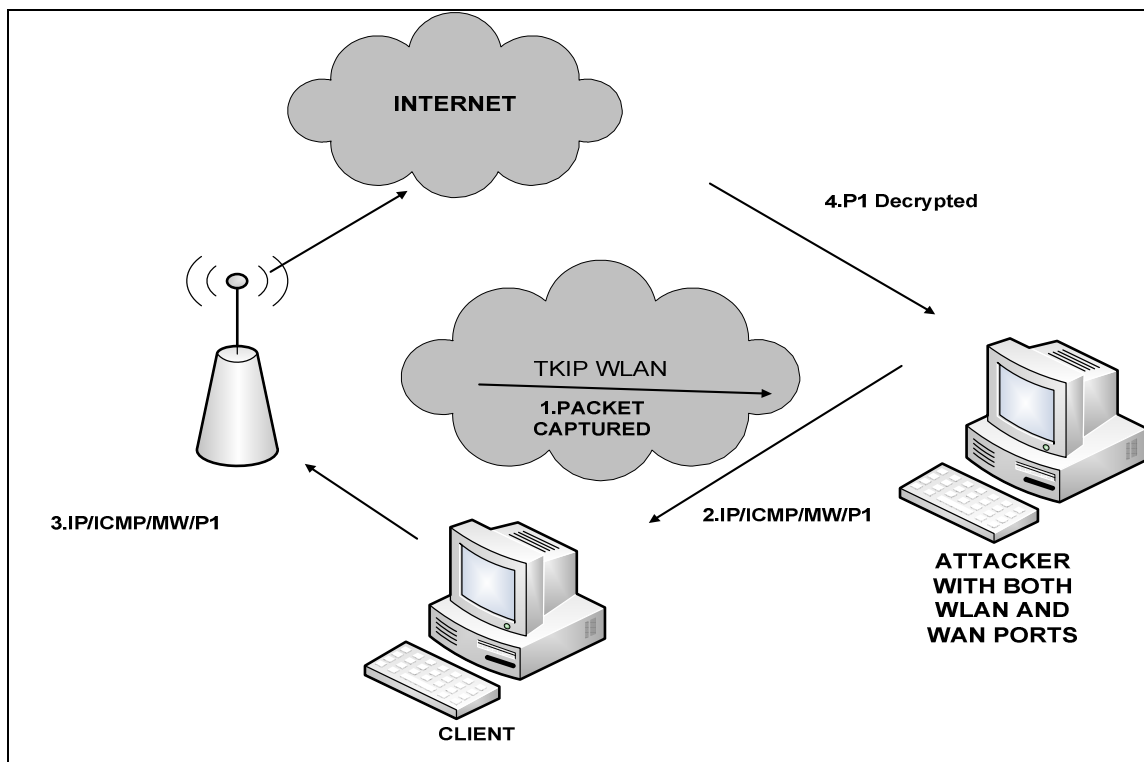 INTERNET
4.P1 Decrypted
TKIP WLAN
1.PACKET
CAPTURED
3.IP/ICMP/MW/P1
2.IP/ICMP/MW/P1
ATTACKER
WITH BOTH
WLAN AND
WAN PORTS
CLIENT